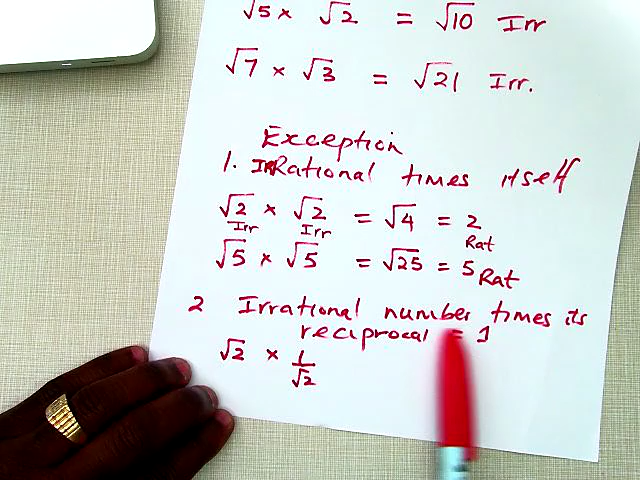 √5 × √2 = √10 Irr
√7 × √3 = √21 Irr.
Exception
1. IrRational times itself
√2 × √2 = √4 = 2
Irr Irr Rat
√5 × √5 = √25 = 5 Rat
2 Irrational number times its
reciprocal = 1
√2 × 1/√2